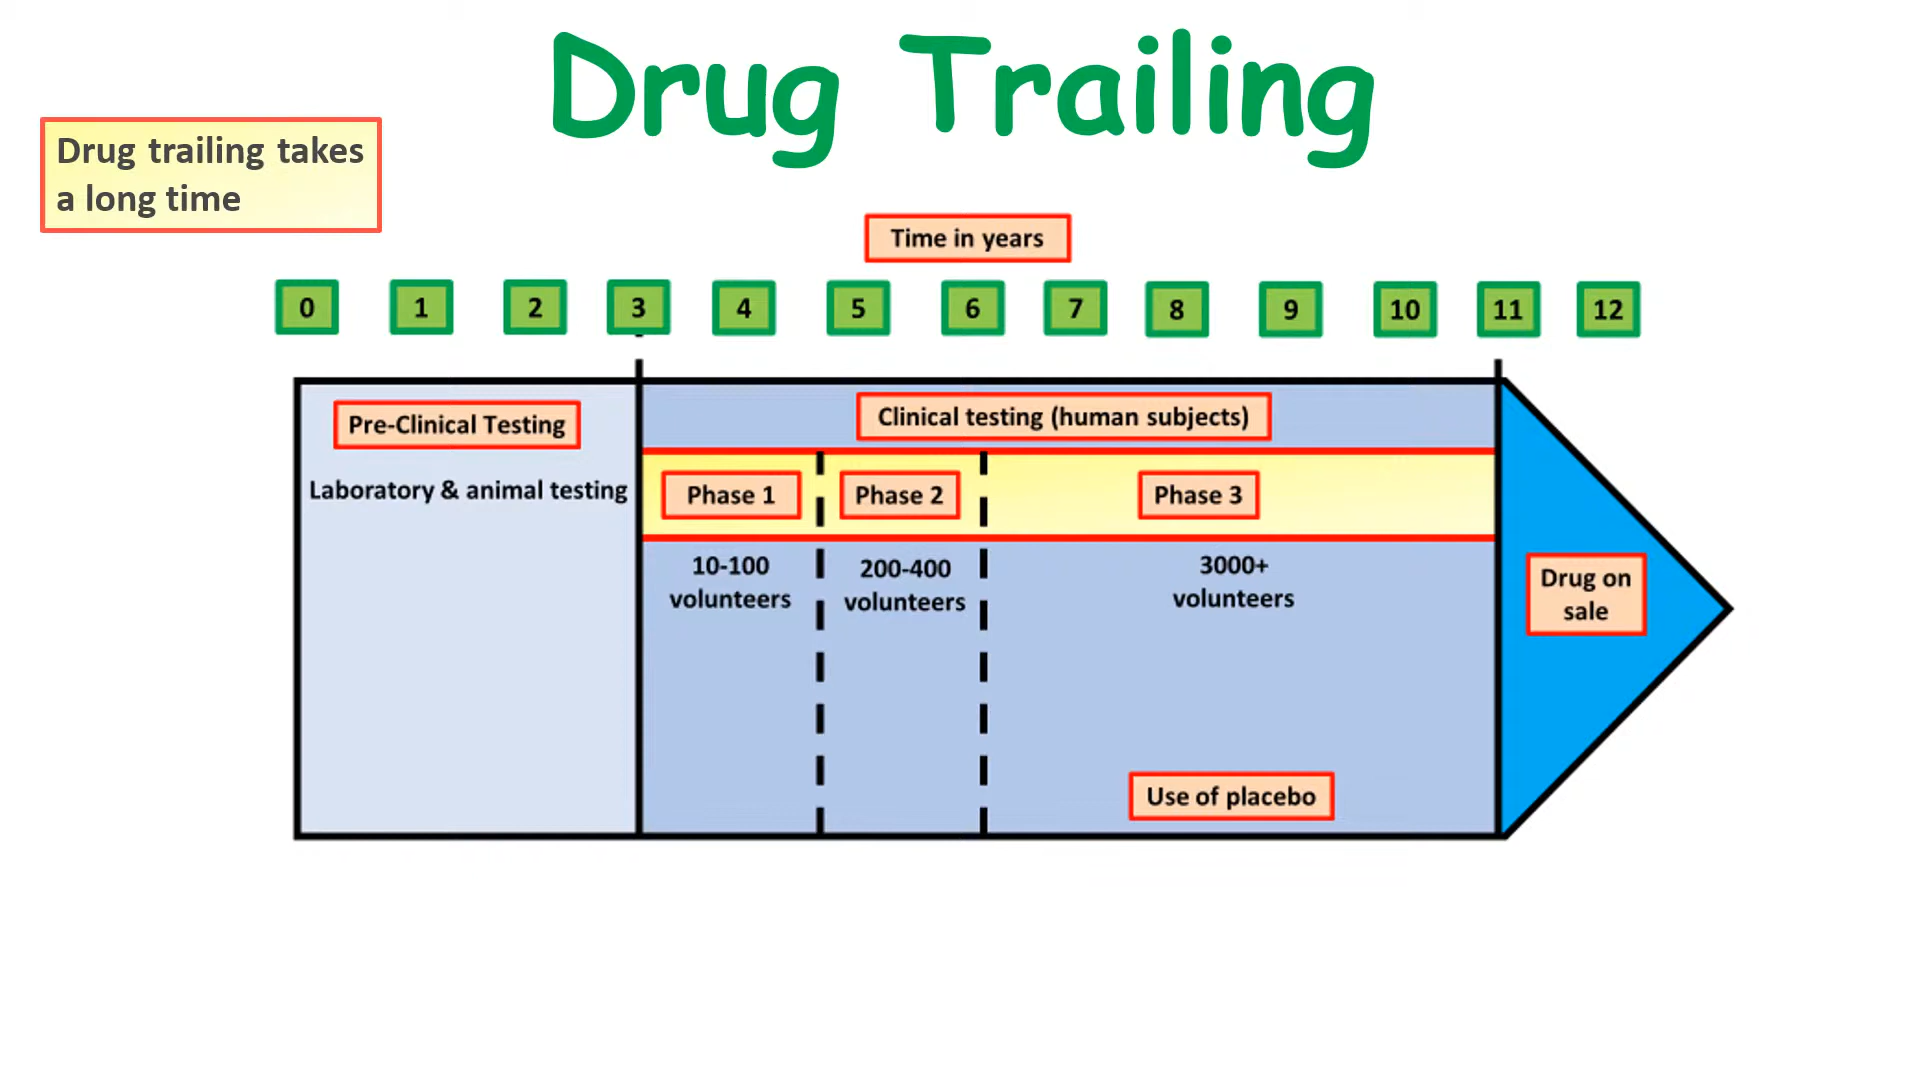 Drug Trailing
Drug trailing takes
a long time
Time in years
0 1 2 3 4 5 6 7 8 9 10 11 12
Pre-Clinical Testing
Laboratory & animal testing
Clinical testing (human subjects)
Phase 1
10-100
volunteers
Phase 2
200-400
volunteers
Phase 3
3000+
volunteers
Use of placebo
Drug on
sale